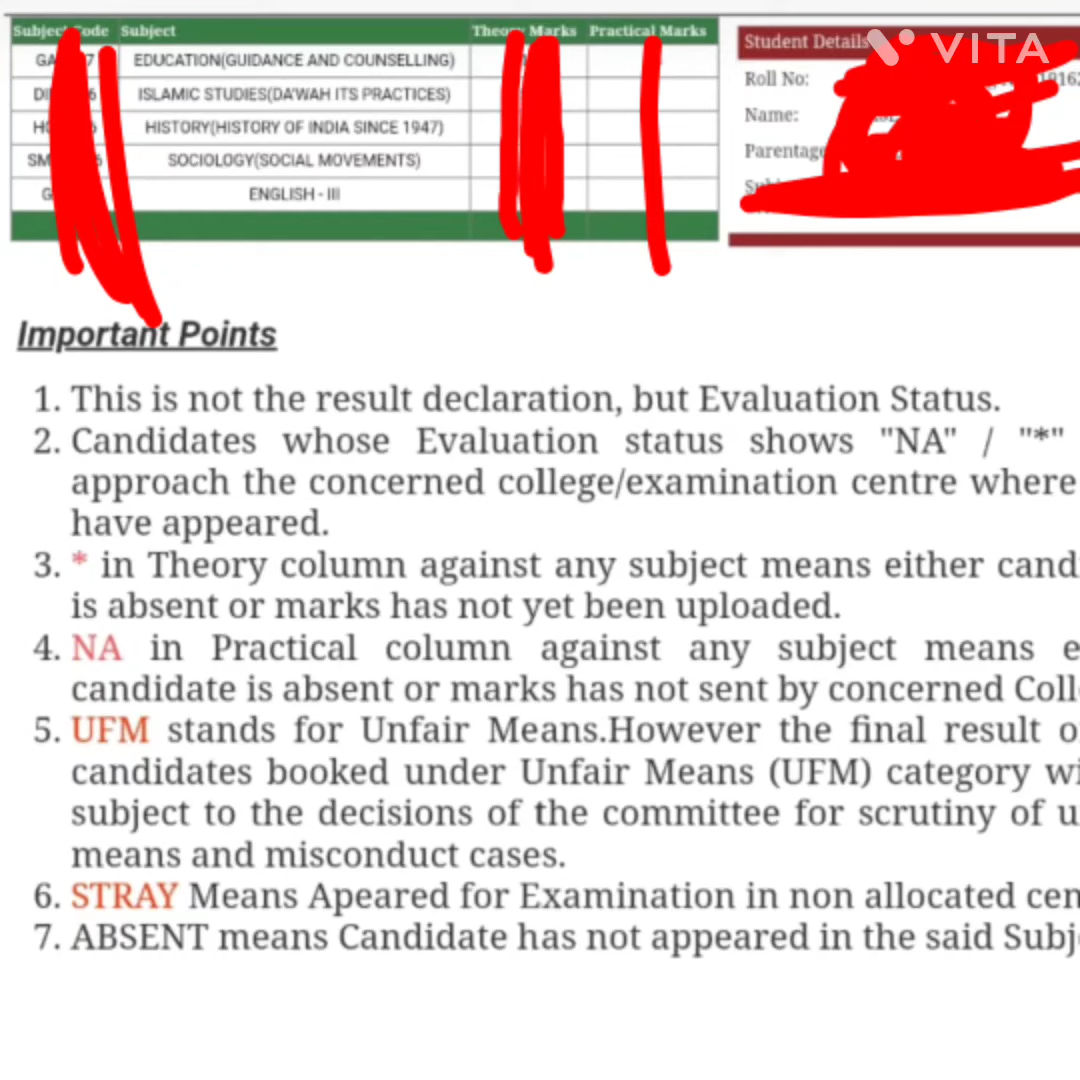 Subject Code Subject Theory Marks Practical Marks
EDUCATION(GUIDANCE AND COUNSELLING)
ISLAMIC STUDIES(DA'WAH ITS PRACTICES)
HISTORY(HISTORY OF INDIA SINCE 1947)
SOCIOLOGY(SOCIAL MOVEMENTS)
ENGLISH - III
Student Details
VITA
Roll No:
Name:
Parentage
Important Points
1. This is not the result declaration, but Evaluation Status.
2. Candidates whose Evaluation status shows "NA" / "*"
approach the concerned college/examination centre where
have appeared.
3. * in Theory column against any subject means either cand
is absent or marks has not yet been uploaded.
4. NA in Practical column against any subject means e
candidate is absent or marks has not sent by concerned Coll
5. UFM stands for Unfair Means.However the final result o
candidates booked under Unfair Means (UFM) category wi
subject to the decisions of the committee for scrutiny of u
means and misconduct cases.
6. STRAY Means Apeared for Examination in non allocated cen
7. ABSENT means Candidate has not appeared in the said Subj